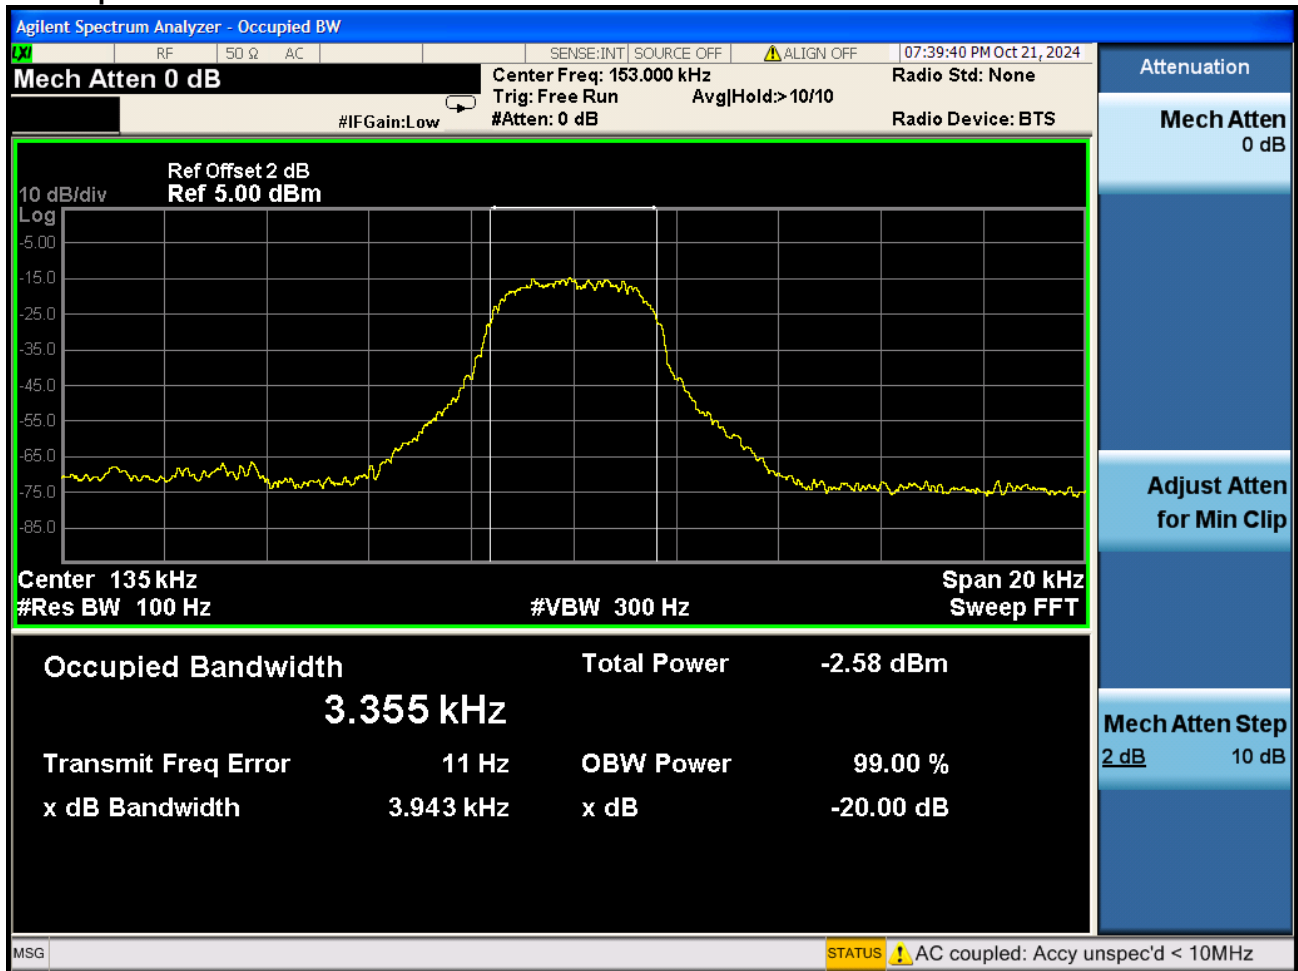 Agilent Spectrum Analyzer - Occupied BW
LXI RF 50 Ω AC SENSE:INT SOURCE OFF ALIGN OFF 07:39:40 PM Oct 21, 2024
Mech Atten 0 dB
Center Freq: 153.000 kHz Radio Std: None
Trig: Free Run Avg|Hold:>10/10
#IFGain:Low #Atten: 0 dB Radio Device: BTS
Ref Offset 2 dB
10 dB/div Ref 5.00 dBm
Log
-5.00
-15.0
-25.0
-35.0
-45.0
-55.0
-65.0
-75.0
-85.0
Center 135 kHz Span 20 kHz
#Res BW 100 Hz #VBW 300 Hz Sweep FFT
Occupied Bandwidth Total Power -2.58 dBm
3.355 kHz
Transmit Freq Error 11 Hz OBW Power 99.00 %
x dB Bandwidth 3.943 kHz x dB -20.00 dB
MSG STATUS AC coupled: Accy unspec'd < 10MHz
Attenuation
Mech Atten
0 dB
Adjust Atten
for Min Clip
Mech Atten Step
2 dB 10 dB